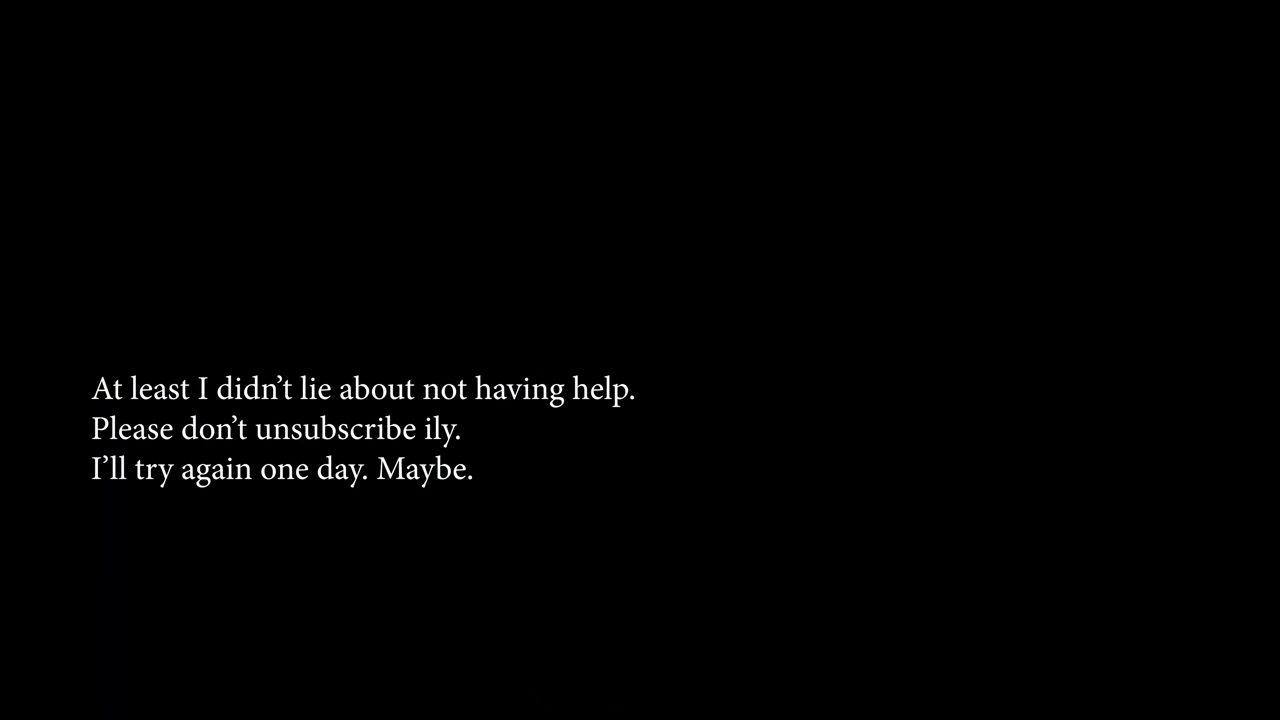 At least I didn’t lie about not having help.
Please don’t unsubscribe ily.
I’ll try again one day. Maybe.